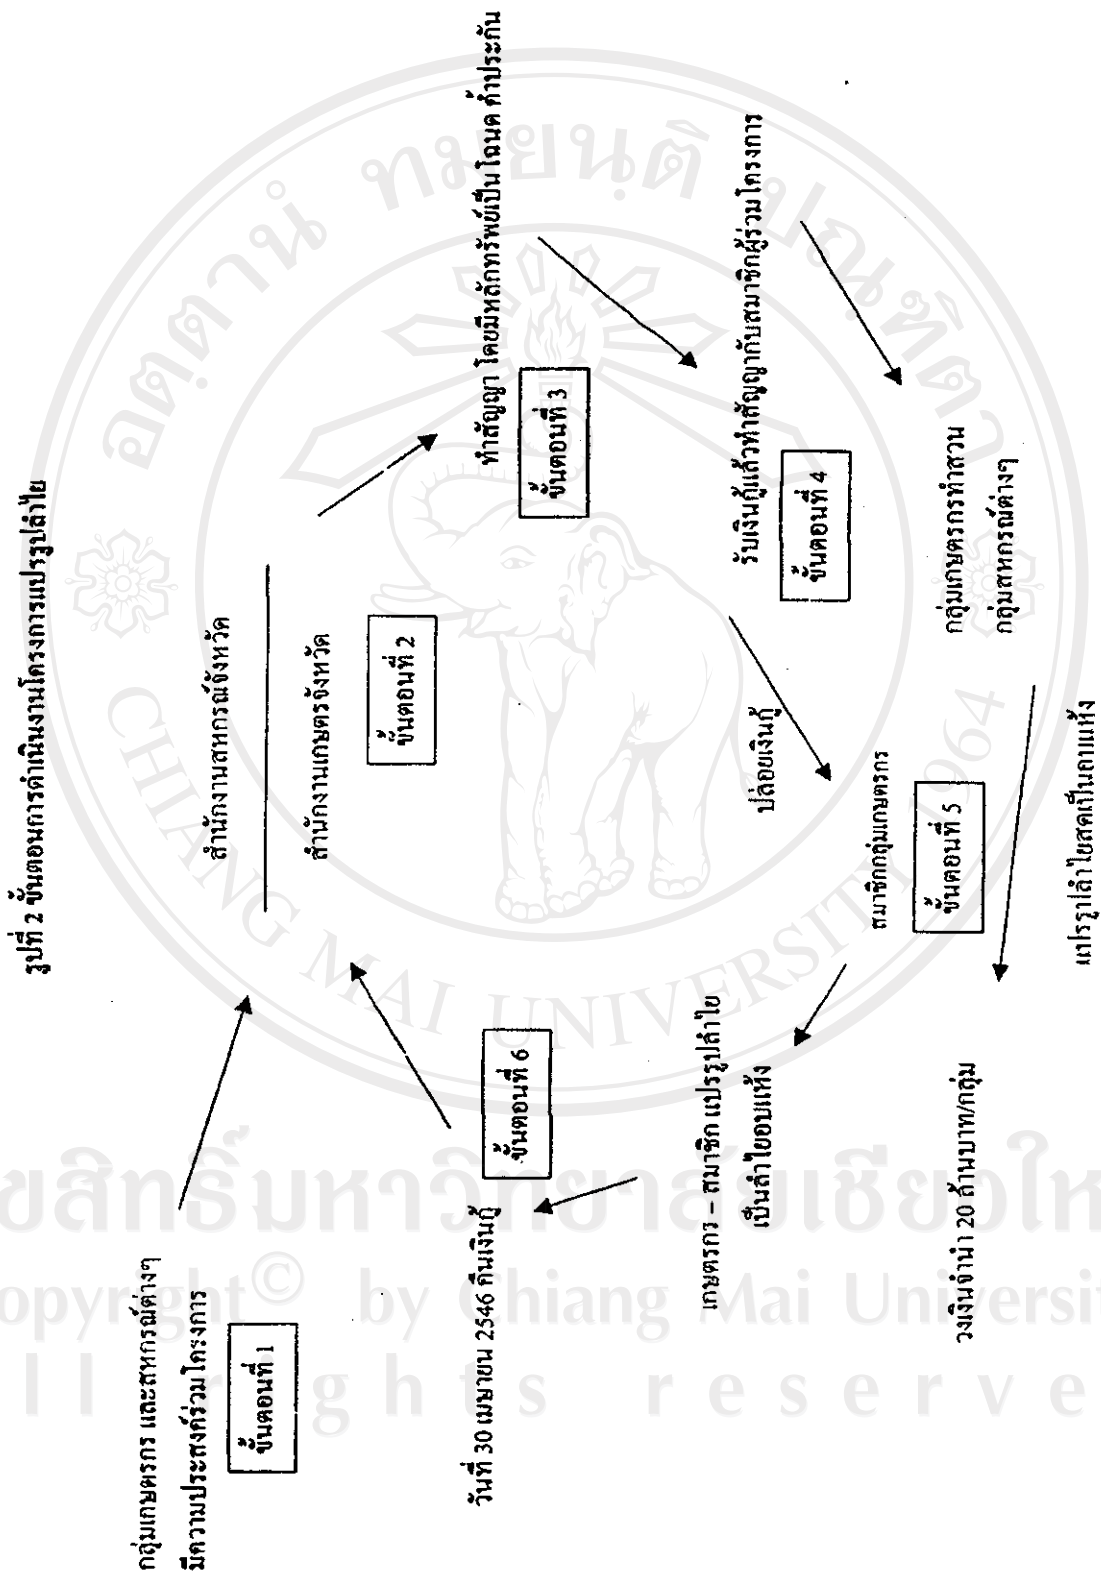 รูปที่ 2 ขั้นตอนการดำเนินงานโครงการแปรรูปลำไย
กลุ่มเกษตรกร และสหกรณ์ต่างๆ
มีความประสงค์ร่วมโครงการ
ขั้นตอนที่ 1
สำนักงานสหกรณ์จังหวัด
สำนักงานเกษตรจังหวัด
ขั้นตอนที่ 2
ทำสัญญา โดยมีหลักทรัพย์เป็นโฉนด ค้ำประกัน
ขั้นตอนที่ 3
รับเงินกู้แล้วทำสัญญากับสมาชิกผู้ร่วมโครงการ
ขั้นตอนที่ 4
กลุ่มเกษตรกรทำสวน
กลุ่มสหกรณ์ต่างๆ
ปล่อยเงินกู้
สมาชิกกลุ่มเกษตรกร
ขั้นตอนที่ 5
แปรรูปลำไยสดเป็นอบแห้ง
วงเงินจำนำ 20 ล้านบาท/กลุ่ม
เกษตรกร – สมาชิก แปรรูปลำไย
เป็นลำไยอบแห้ง
วันที่ 30 เมษายน 2546 คืนเงินกู้
ขั้นตอนที่ 6
CHIANG MAI UNIVERSITY 1964
อตฺตานํ ทมยนฺติ ปณฺฑิตา
ขสิทธิ์มหาวิทยาลัยเชียงให
opyright © by Chiang Mai Universit
ll rights reserve